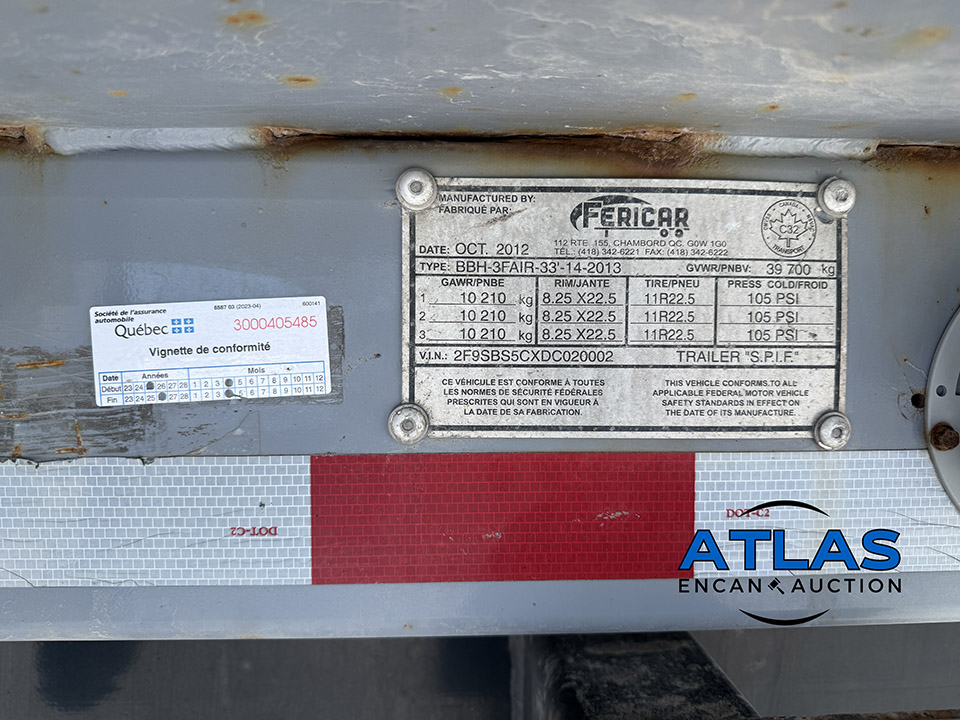 MANUFACTURED BY:
FABRIQUÉ PAR:
FERICAR
112 RTE. 155, CHAMBORD QC. G0W 1G0
TÉL.: (418) 342-6221 FAX: (418) 342-6222
CANADA
C32
TRANSPORT
DATE: OCT. 2012
TYPE: BBH-3FAIR-33'-14-2013 GVWR/PNBV: 39 700 kg
GAWR/PNBE RIM/JANTE TIRE/PNEU PRESS COLD/FROID
1 10 210 kg 8.25 X22.5 11R22.5 105 PSI
2 10 210 kg 8.25 X22.5 11R22.5 105 PSI
3 10 210 kg 8.25 X22.5 11R22.5 105 PSI
V.I.N.: 2F9SBS5CXDC020002 TRAILER "S.P.I.F."
CE VÉHICULE EST CONFORME À TOUTES
LES NORMES DE SÉCURITÉ FÉDÉRALES
PRESCRITES QUI SONT EN VIGUEUR À
LA DATE DE SA FABRICATION.
THIS VEHICLE CONFORMS TO ALL
APPLICABLE FEDERAL MOTOR VEHICLE
SAFETY STANDARDS IN EFFECT ON
THE DATE OF ITS MANUFACTURE.
Société de l'assurance
automobile
Québec
6587 60 (2023-04) 600141
3000405485
Vignette de conformité
Date Années Mois
Début 23 24 26 27 28 1 2 3 5 6 7 8 9 10 11 12
Fin 23 24 25 27 28 1 2 3 5 6 7 8 9 10 11 12
DOT-C2
DOT-C2
ATLAS
ENCAN AUCTION